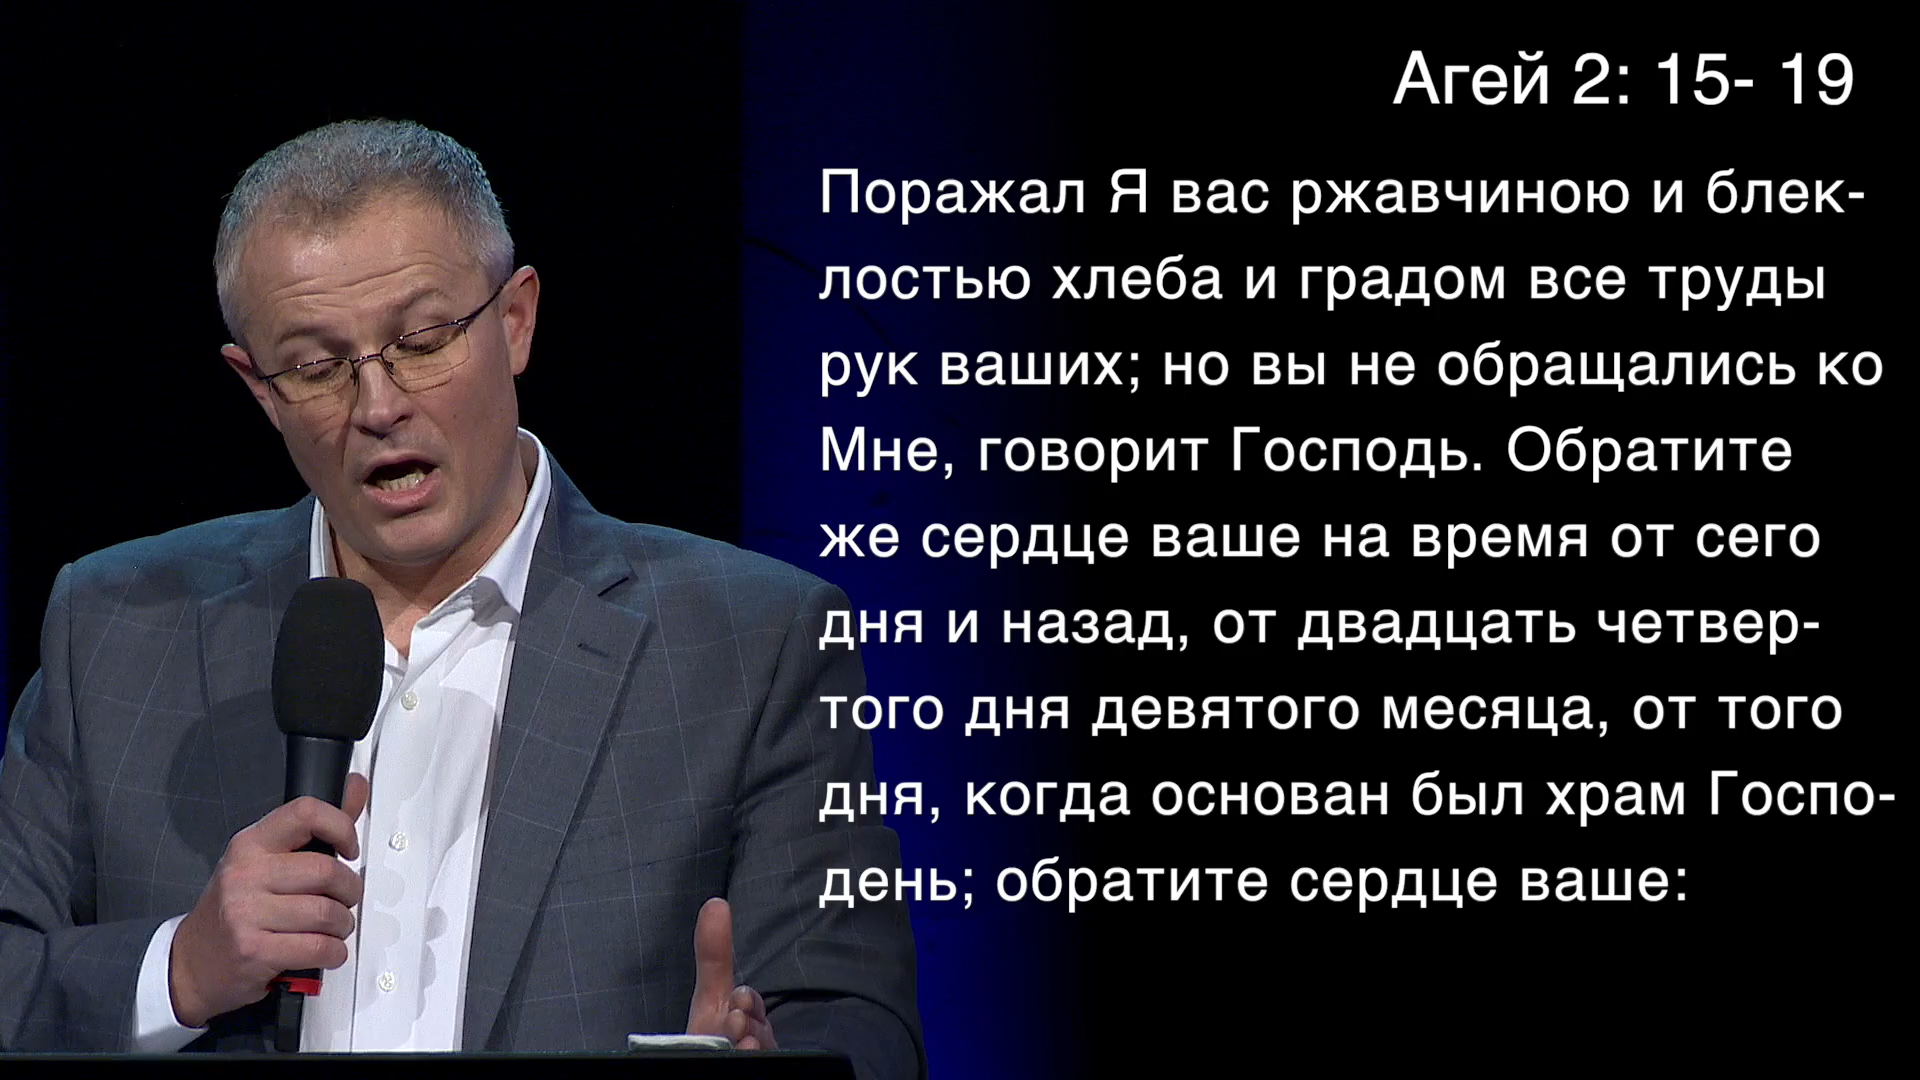 Агей 2: 15- 19
Поражал Я вас ржавчиною и блек-
лостью хлеба и градом все труды
рук ваших; но вы не обращались ко
Мне, говорит Господь. Обратите
же сердце ваше на время от сего
дня и назад, от двадцать четвер-
того дня девятого месяца, от того
дня, когда основан был храм Госпо-
день; обратите сердце ваше: